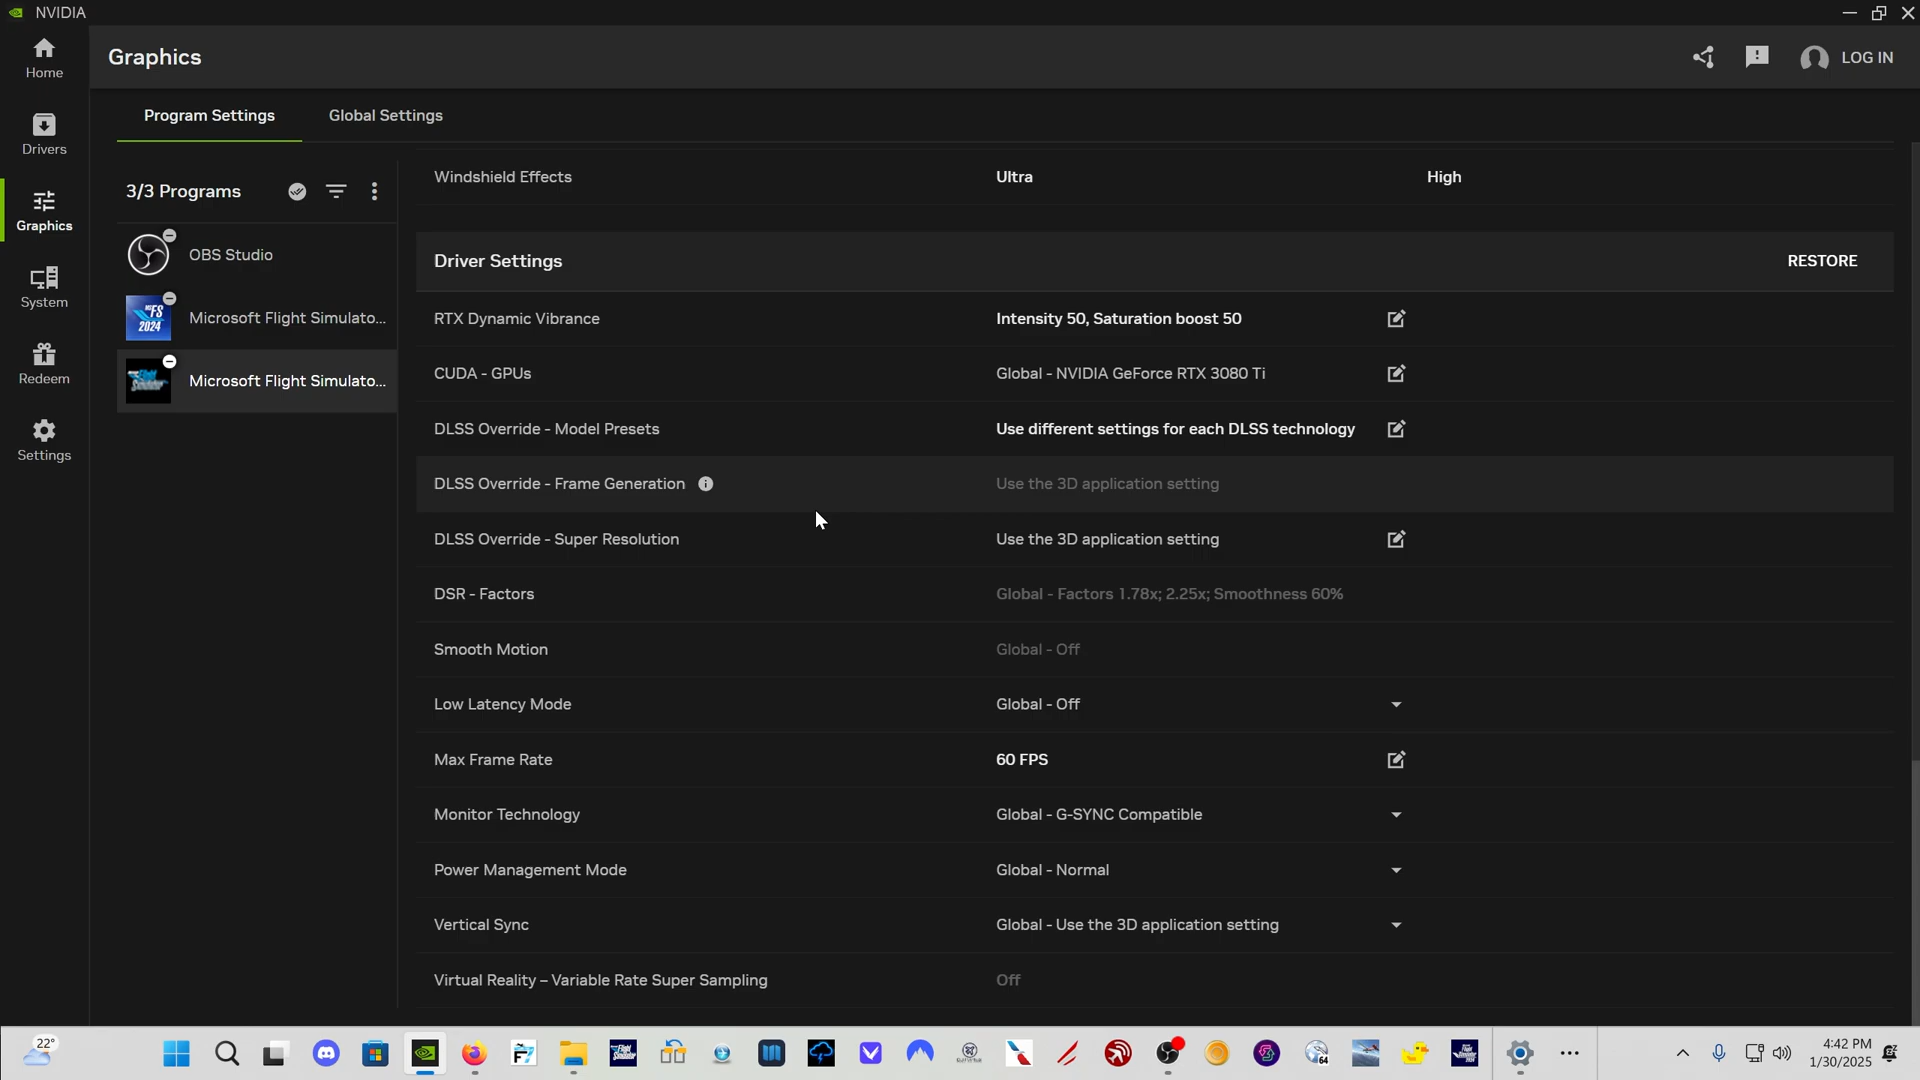 NVIDIA
Home
Graphics
LOG IN
Program Settings
Global Settings
Drivers
3/3 Programs
Windshield Effects
Ultra
High
Graphics
OBS Studio
Driver Settings
RESTORE
System
FS
2024
Microsoft Flight Simulato...
RTX Dynamic Vibrance
Intensity 50, Saturation boost 50
Redeem
Microsoft Flight Simulato...
CUDA - GPUs
Global - NVIDIA GeForce RTX 3080 Ti
DLSS Override - Model Presets
Use different settings for each DLSS technology
Settings
DLSS Override - Frame Generation
Use the 3D application setting
DLSS Override - Super Resolution
Use the 3D application setting
DSR - Factors
Global - Factors 1.78x; 2.25x; Smoothness 60%
Smooth Motion
Global - Off
Low Latency Mode
Global - Off
Max Frame Rate
60 FPS
Monitor Technology
Global - G-SYNC Compatible
Power Management Mode
Global - Normal
Vertical Sync
Global - Use the 3D application setting
Virtual Reality – Variable Rate Super Sampling
Off
22°
64
4:42 PM
1/30/2025